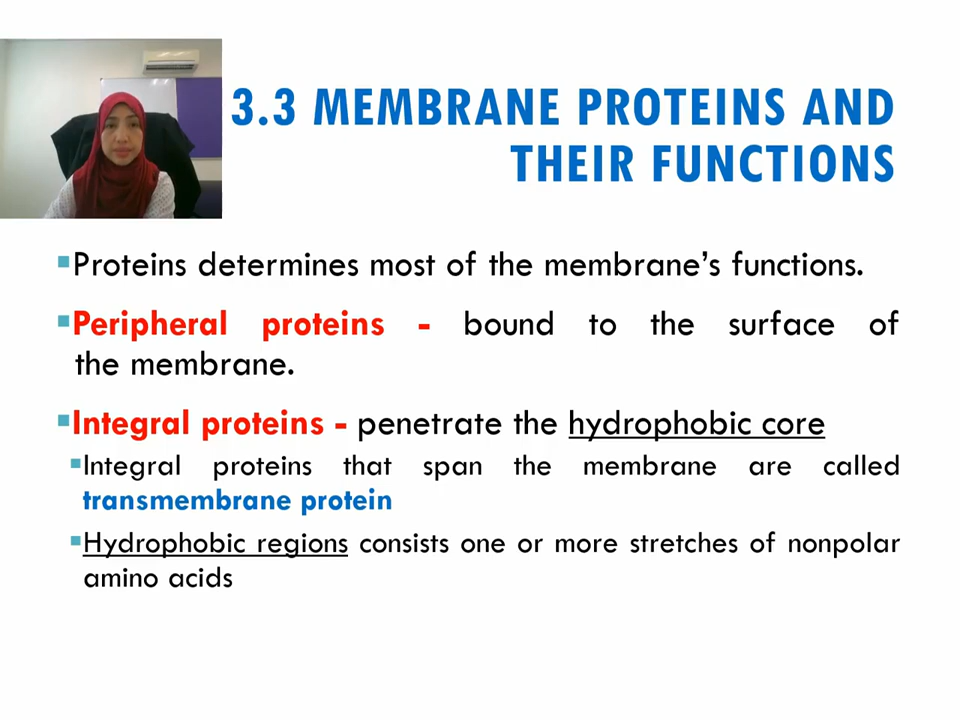 3.3 MEMBRANE PROTEINS AND
THEIR FUNCTIONS
▪Proteins determines most of the membrane’s functions.
▪Peripheral proteins - bound to the surface of
the membrane.
▪Integral proteins - penetrate the hydrophobic core
▪Integral proteins that span the membrane are called
transmembrane protein
▪Hydrophobic regions consists one or more stretches of nonpolar
amino acids